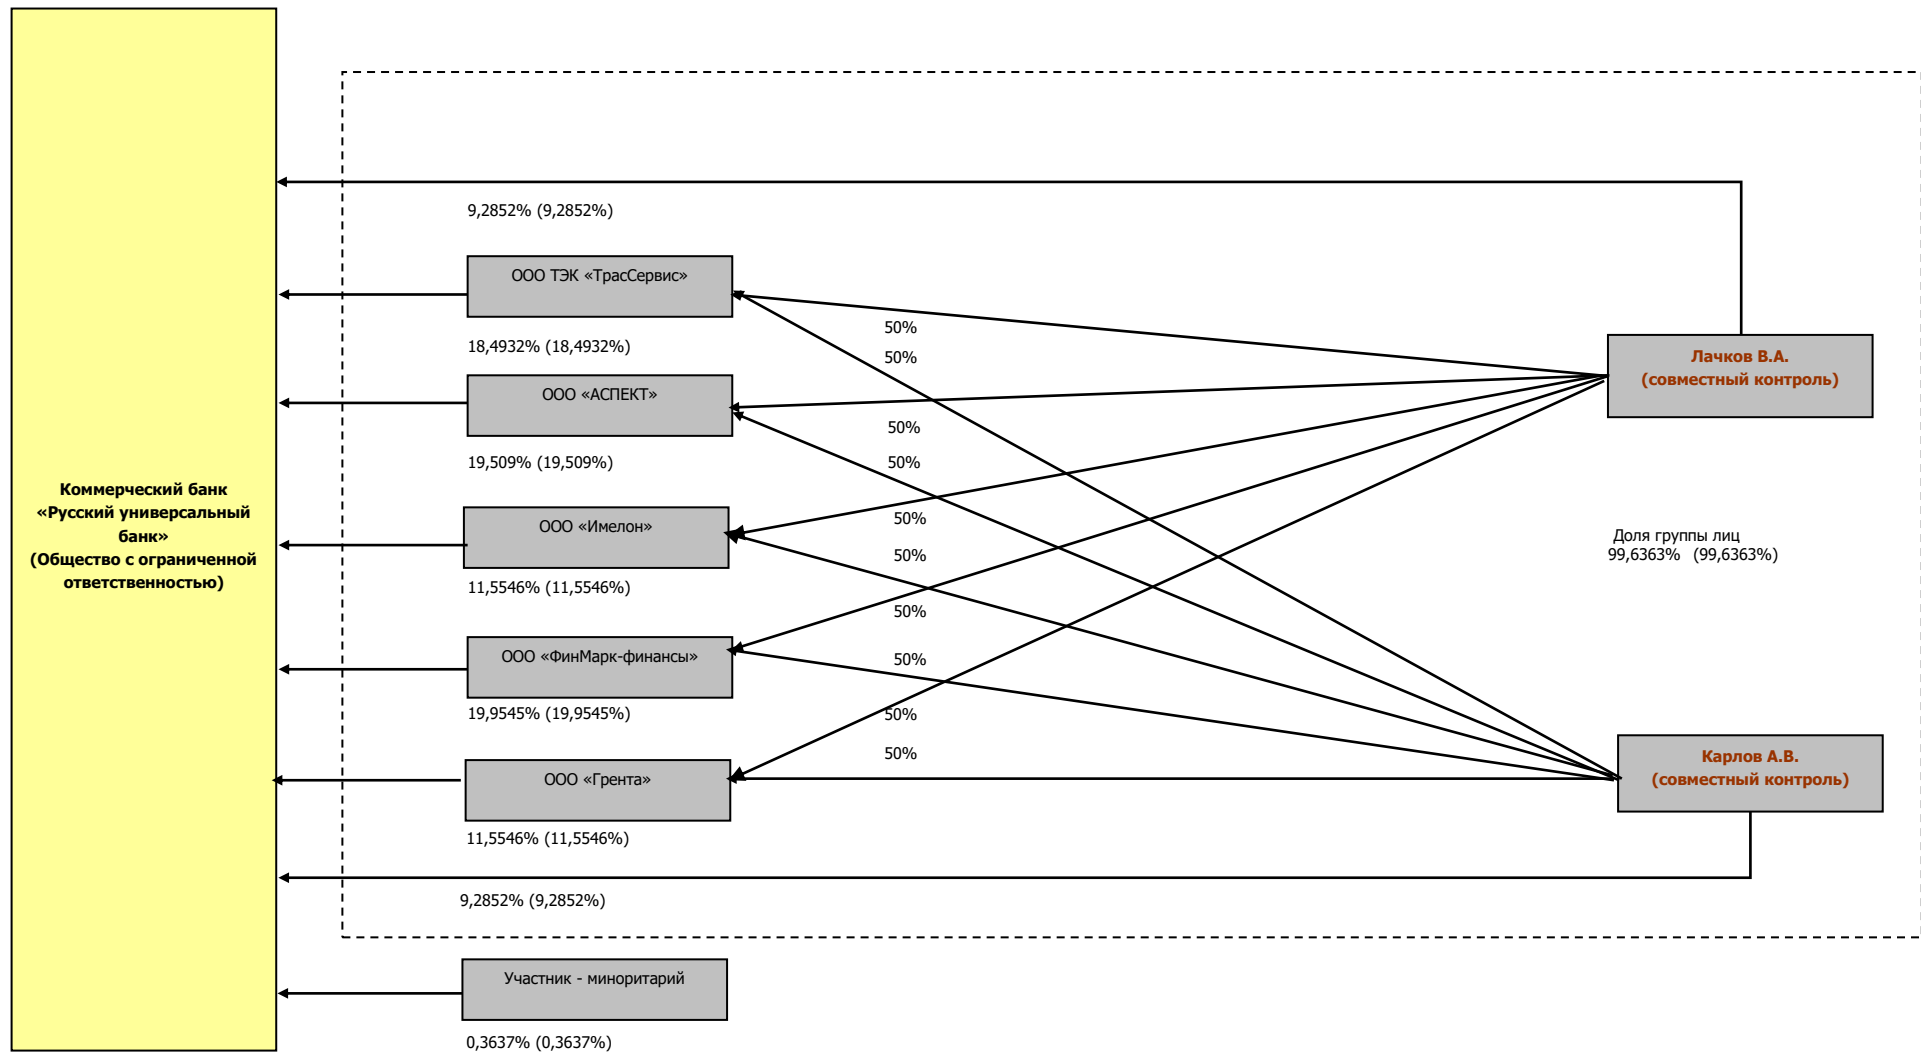 Коммерческий банк
«Русский универсальный
банк»
(Общество с ограниченной
ответственностью)
9,2852% (9,2852%)
ООО ТЭК «ТрасСервис»
18,4932% (18,4932%)
ООО «АСПЕКТ»
19,509% (19,509%)
ООО «Имелон»
11,5546% (11,5546%)
ООО «ФинМарк-финансы»
19,9545% (19,9545%)
ООО «Грента»
11,5546% (11,5546%)
9,2852% (9,2852%)
Участник - миноритарий
0,3637% (0,3637%)
50%
50%
50%
50%
50%
50%
50%
50%
50%
50%
Лачков В.А.
(совместный контроль)
Доля группы лиц
99,6363% (99,6363%)
Карлов А.В.
(совместный контроль)